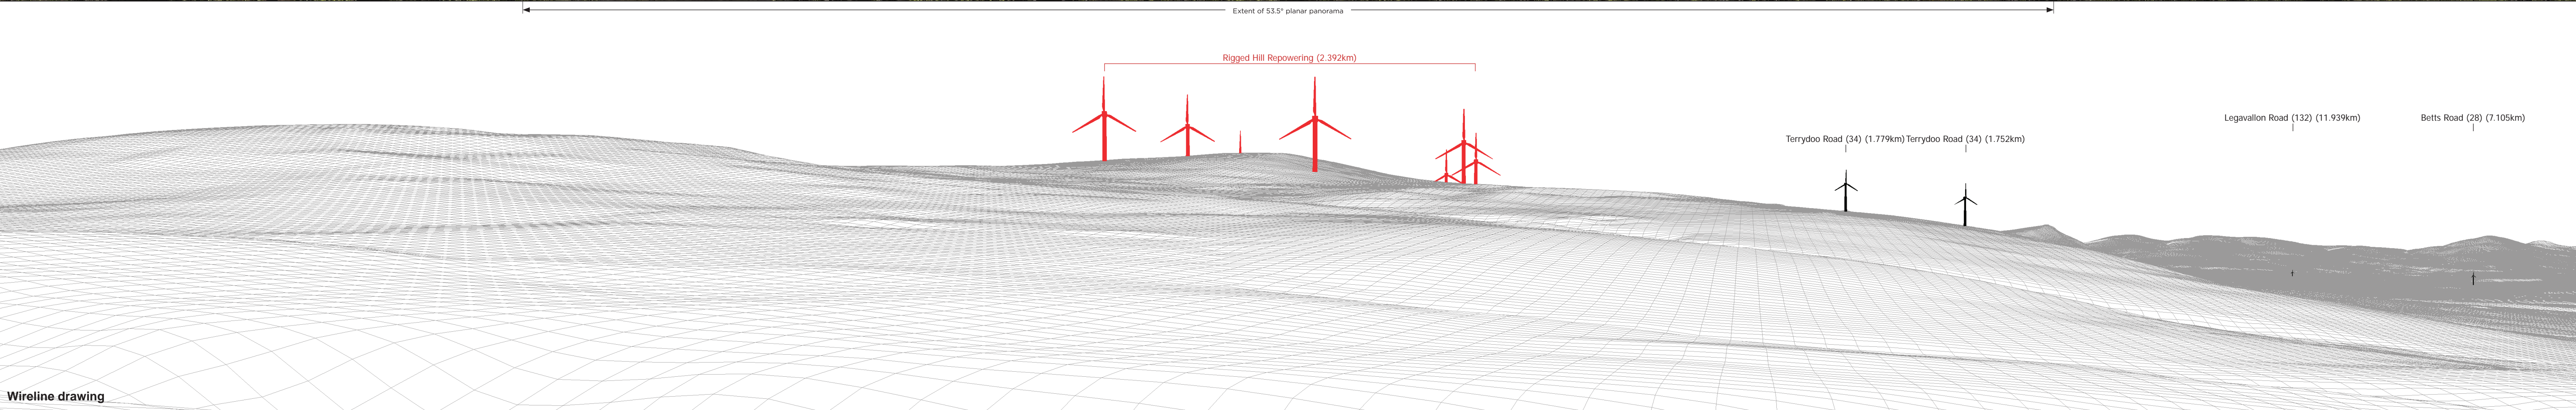 Extent of 53.5° planar panorama
Rigged Hill Repowering (2.392km)
Legavallon Road (132) (11.939km)
Betts Road (28) (7.105km)
Terrydoo Road (34) (1.779km)
Terrydoo Road (34) (1.752km)
Wireline drawing